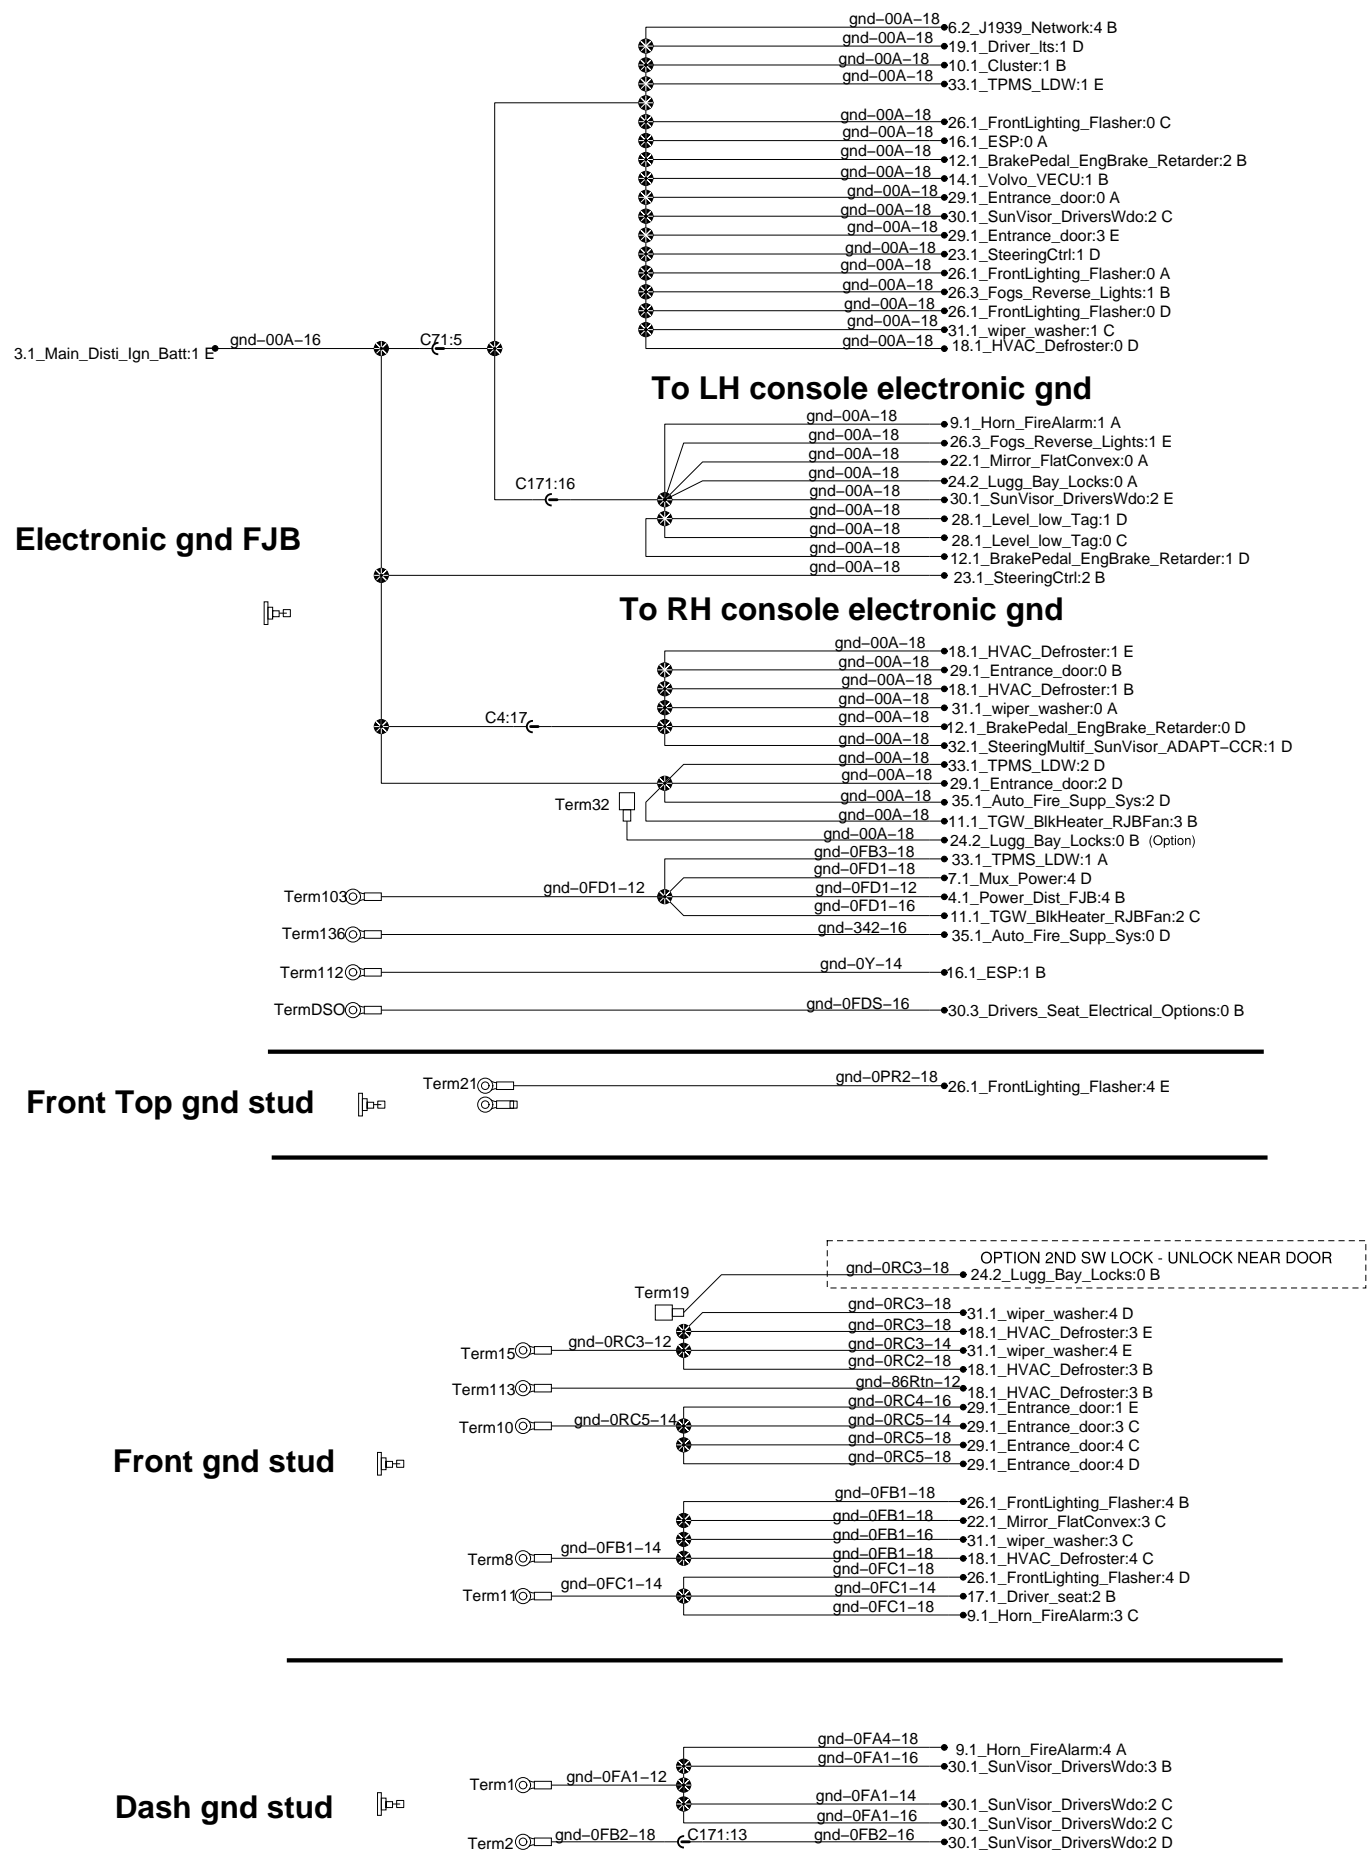 gnd–00A–18 6.2_J1939_Network:4 B
gnd–00A–18 19.1_Driver_lts:1 D
gnd–00A–18 10.1_Cluster:1 B
gnd–00A–18 33.1_TPMS_LDW:1 E
gnd–00A–18 26.1_FrontLighting_Flasher:0 C
gnd–00A–18 16.1_ESP:0 A
gnd–00A–18 12.1_BrakePedal_EngBrake_Retarder:2 B
gnd–00A–18 14.1_Volvo_VECU:1 B
gnd–00A–18 29.1_Entrance_door:0 A
gnd–00A–18 30.1_SunVisor_DriversWdo:2 C
gnd–00A–18 29.1_Entrance_door:3 E
gnd–00A–18 23.1_SteeringCtrl:1 D
gnd–00A–18 26.1_FrontLighting_Flasher:0 A
gnd–00A–18 26.3_Fogs_Reverse_Lights:1 B
gnd–00A–18 26.1_FrontLighting_Flasher:0 D
gnd–00A–18 31.1_wiper_washer:1 C
3.1_Main_Disti_Ign_Batt:1 E gnd–00A–16 C71:5 gnd–00A–18 18.1_HVAC_Defroster:0 D
To LH console electronic gnd
gnd–00A–18 9.1_Horn_FireAlarm:1 A
gnd–00A–18 26.3_Fogs_Reverse_Lights:1 E
gnd–00A–18 22.1_Mirror_FlatConvex:0 A
gnd–00A–18 24.2_Lugg_Bay_Locks:0 A
C171:16 gnd–00A–18 30.1_SunVisor_DriversWdo:2 E
gnd–00A–18 28.1_Level_low_Tag:1 D
gnd–00A–18 28.1_Level_low_Tag:0 C
Electronic gnd FJB
gnd–00A–18 12.1_BrakePedal_EngBrake_Retarder:1 D
gnd–00A–18 23.1_SteeringCtrl:2 B
To RH console electronic gnd
gnd–00A–18 18.1_HVAC_Defroster:1 E
gnd–00A–18 29.1_Entrance_door:0 B
gnd–00A–18 18.1_HVAC_Defroster:1 B
gnd–00A–18 31.1_wiper_washer:0 A
C4:17 gnd–00A–18 12.1_BrakePedal_EngBrake_Retarder:0 D
gnd–00A–18 32.1_SteeringMultif_SunVisor_ADAPT–CCR:1 D
gnd–00A–18 33.1_TPMS_LDW:2 D
gnd–00A–18 29.1_Entrance_door:2 D
Term32 gnd–00A–18 35.1_Auto_Fire_Supp_Sys:2 D
gnd–00A–18 11.1_TGW_BlkHeater_RJBFan:3 B
gnd–00A–18 24.2_Lugg_Bay_Locks:0 B (Option)
gnd–0FB3–18 33.1_TPMS_LDW:1 A
gnd–0FD1–18 7.1_Mux_Power:4 D
Term103 gnd–0FD1–12 gnd–0FD1–12 4.1_Power_Dist_FJB:4 B
gnd–0FD1–16 11.1_TGW_BlkHeater_RJBFan:2 C
Term136 gnd–342–16 35.1_Auto_Fire_Supp_Sys:0 D
Term112 gnd–0Y–14 16.1_ESP:1 B
TermDSO gnd–0FDS–16 30.3_Drivers_Seat_Electrical_Options:0 B
Front Top gnd stud
Term21 gnd–0PR2–18 26.1_FrontLighting_Flasher:4 E
OPTION 2ND SW LOCK - UNLOCK NEAR DOOR
Term19 gnd–0RC3–18 24.2_Lugg_Bay_Locks:0 B
gnd–0RC3–18 31.1_wiper_washer:4 D
gnd–0RC3–18 18.1_HVAC_Defroster:3 E
Term15 gnd–0RC3–12 gnd–0RC3–14 31.1_wiper_washer:4 E
gnd–0RC2–18 18.1_HVAC_Defroster:3 B
Term113 gnd–86Rtn–12 18.1_HVAC_Defroster:3 B
gnd–0RC4–16 29.1_Entrance_door:1 E
Term10 gnd–0RC5–14 gnd–0RC5–14 29.1_Entrance_door:3 C
gnd–0RC5–18 29.1_Entrance_door:4 C
gnd–0RC5–18 29.1_Entrance_door:4 D
Front gnd stud
gnd–0FB1–18 26.1_FrontLighting_Flasher:4 B
gnd–0FB1–18 22.1_Mirror_FlatConvex:3 C
gnd–0FB1–16 31.1_wiper_washer:3 C
Term8 gnd–0FB1–14 gnd–0FB1–18 18.1_HVAC_Defroster:4 C
gnd–0FC1–18 26.1_FrontLighting_Flasher:4 D
Term11 gnd–0FC1–14 gnd–0FC1–14 17.1_Driver_seat:2 B
gnd–0FC1–18 9.1_Horn_FireAlarm:3 C
gnd–0FA4–18 9.1_Horn_FireAlarm:4 A
gnd–0FA1–16 30.1_SunVisor_DriversWdo:3 B
Term1 gnd–0FA1–12
Dash gnd stud
gnd–0FA1–14 30.1_SunVisor_DriversWdo:2 C
gnd–0FA1–16 30.1_SunVisor_DriversWdo:2 C
Term2 gnd–0FB2–18 C171:13 gnd–0FB2–16 30.1_SunVisor_DriversWdo:2 D